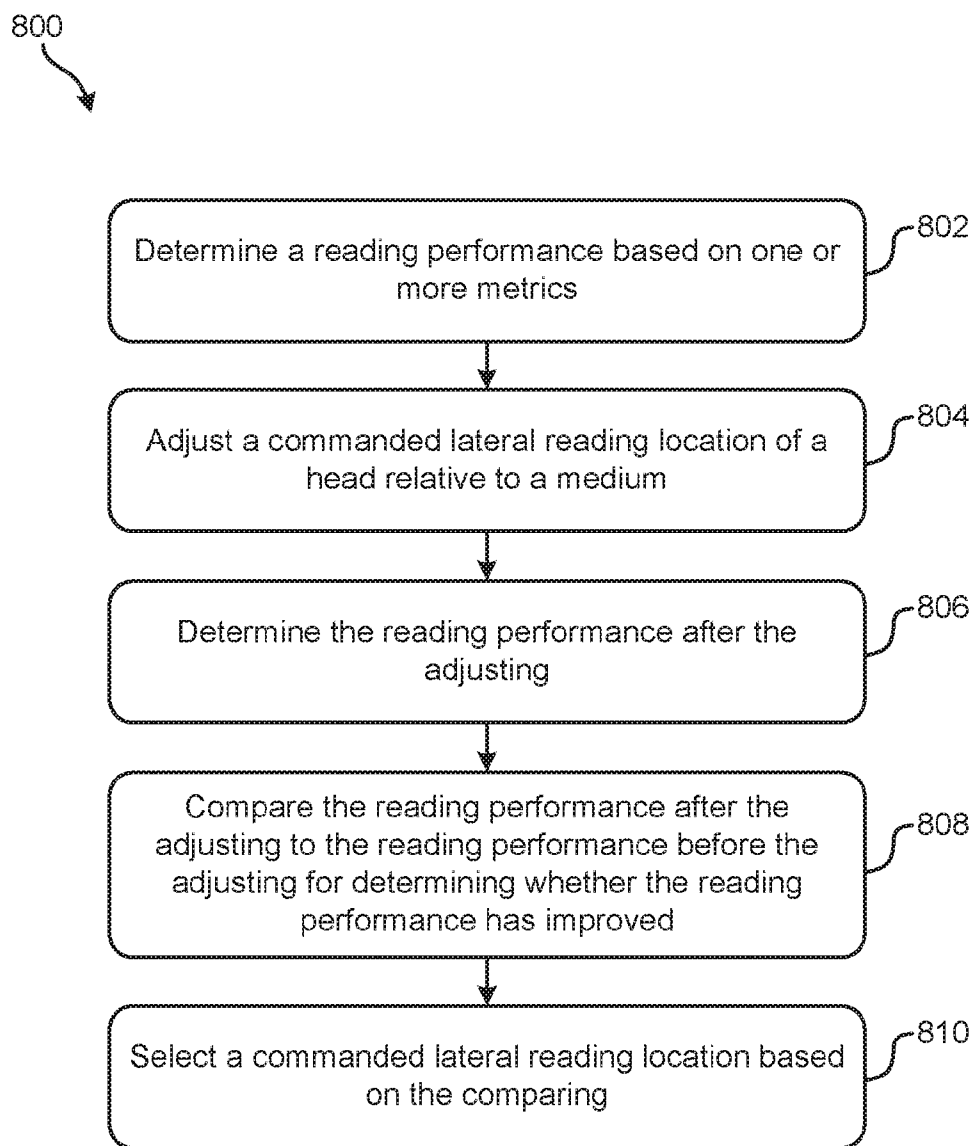 800
Determine a reading performance based on one or
more metrics
802
Adjust a commanded lateral reading location of a
head relative to a medium
804
Determine the reading performance after the
adjusting
806
Compare the reading performance after the
adjusting to the reading performance before the
adjusting for determining whether the reading
performance has improved
808
Select a commanded lateral reading location based
on the comparing
810